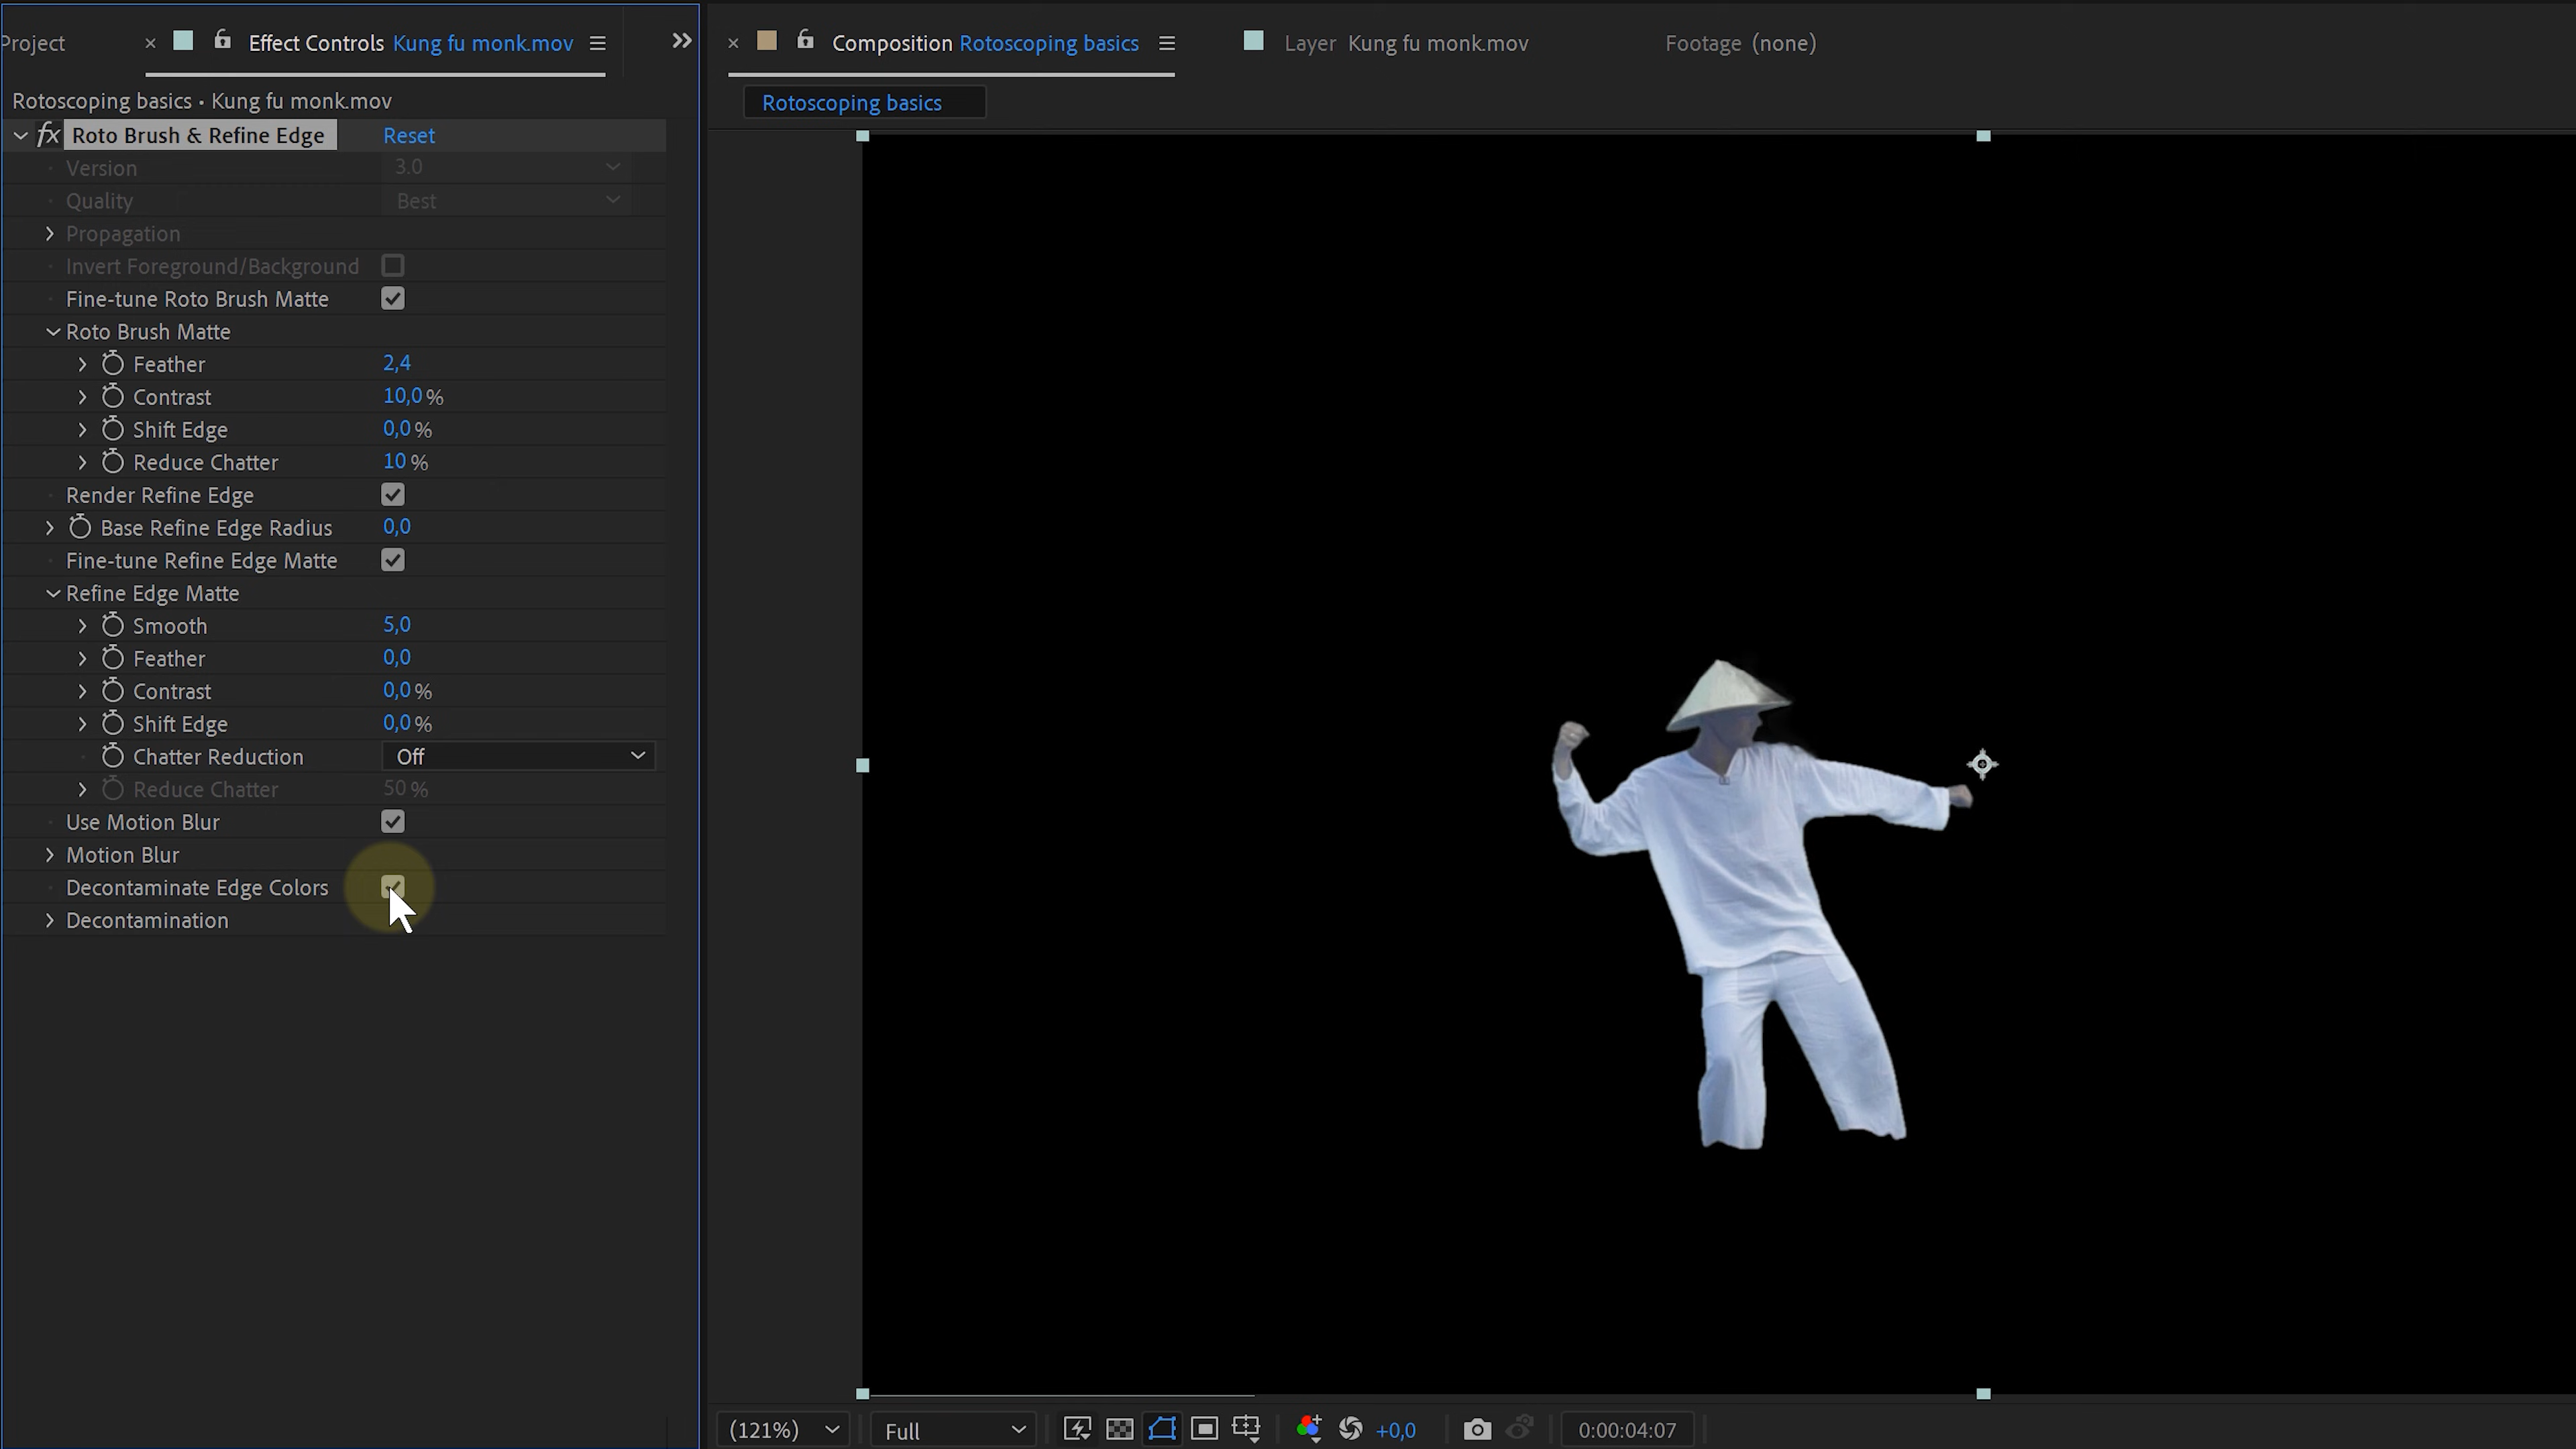 Project
Effect Controls Kung fu monk.mov
Composition Rotoscoping basics
Layer Kung fu monk.mov
Footage (none)
Rotoscoping basics • Kung fu monk.mov
Rotoscoping basics
fx Roto Brush & Refine Edge Reset
Version 3.0
Quality Best
Propagation
Invert Foreground/Background
Fine-tune Roto Brush Matte
Roto Brush Matte
Feather 2,4
Contrast 10,0 %
Shift Edge 0,0 %
Reduce Chatter 10 %
Render Refine Edge
Base Refine Edge Radius 0,0
Fine-tune Refine Edge Matte
Refine Edge Matte
Smooth 5,0
Feather 0,0
Contrast 0,0 %
Shift Edge 0,0 %
Chatter Reduction Off
Reduce Chatter 50 %
Use Motion Blur
Motion Blur
Decontaminate Edge Colors
Decontamination
(121%) Full +0,0 0:00:04:07